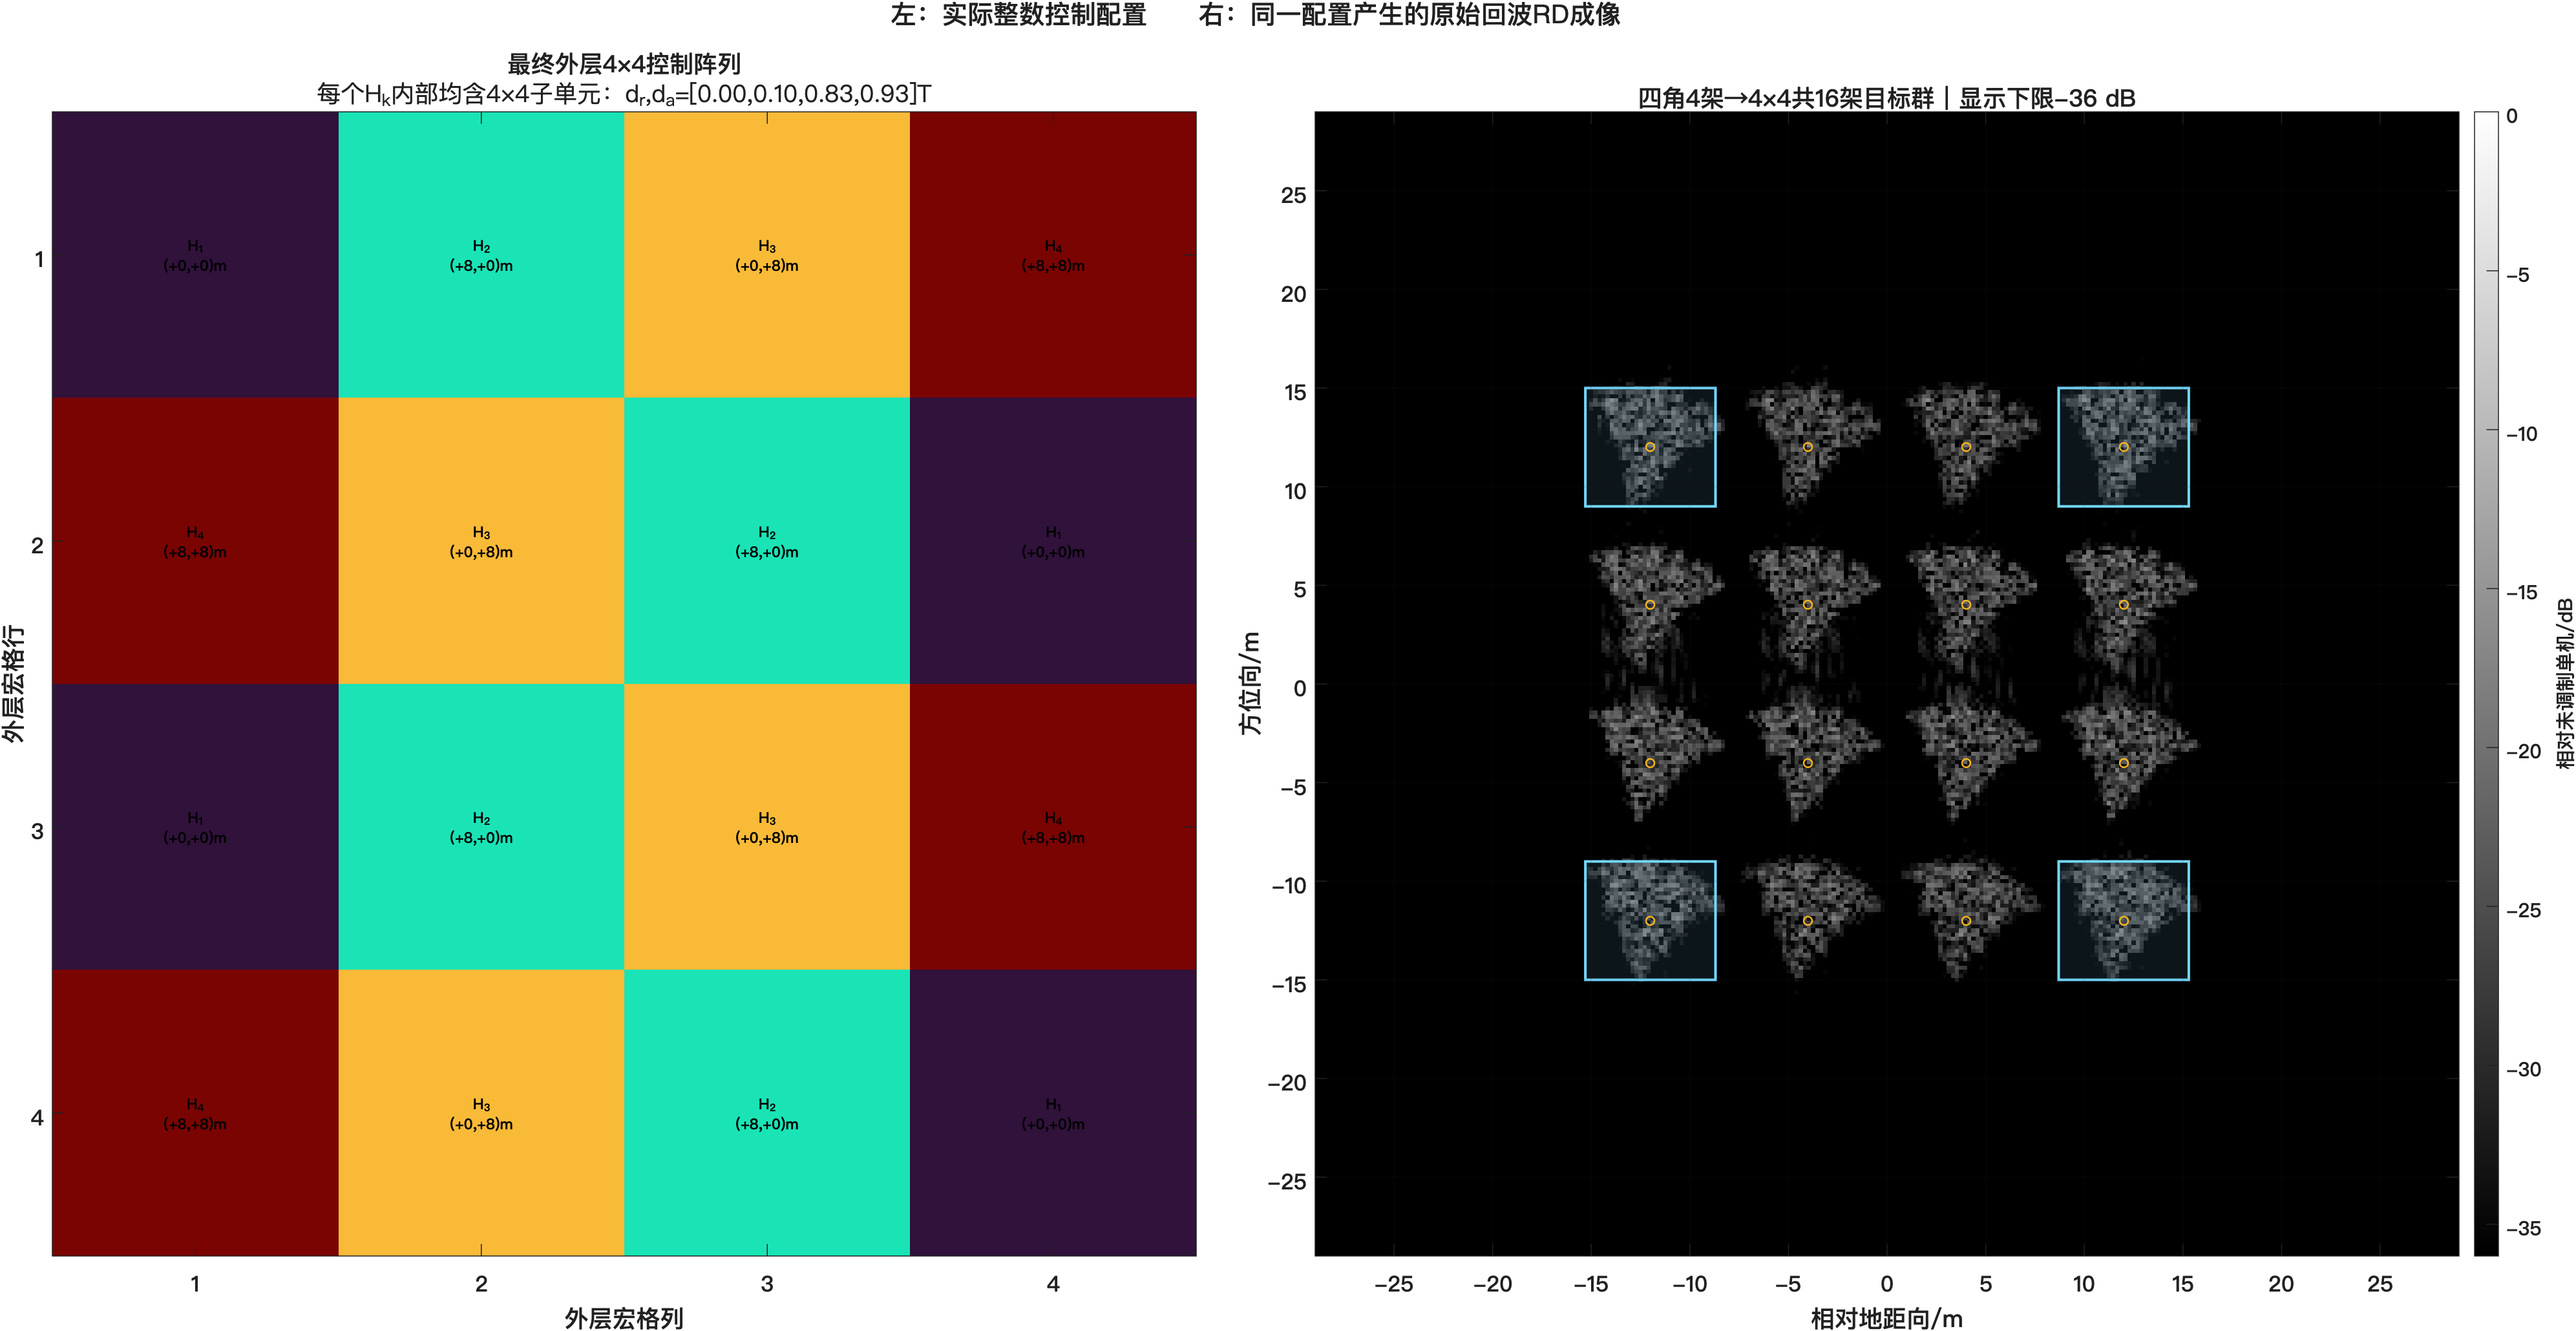 左：实际整数控制配置 右：同一配置产生的原始回波RD成像
最终外层4×4控制阵列
每个Hₖ内部均含4×4子单元：dᵣ,dₐ=[0.00,0.10,0.83,0.93]T
H₁
(+0,+0)m
H₂
(+8,+0)m
H₃
(+0,+8)m
H₄
(+8,+8)m
H₄
(+8,+8)m
H₃
(+0,+8)m
H₂
(+8,+0)m
H₁
(+0,+0)m
H₁
(+0,+0)m
H₂
(+8,+0)m
H₃
(+0,+8)m
H₄
(+8,+8)m
H₄
(+8,+8)m
H₃
(+0,+8)m
H₂
(+8,+0)m
H₁
(+0,+0)m
1
2
3
4
外层宏格行
1 2 3 4
外层宏格列
四角4架→4×4共16架目标群｜显示下限−36 dB
25
20
15
10
5
0
−5
−10
−15
−20
−25
方位向/m
−25 −20 −15 −10 −5 0 5 10 15 20 25
相对地距向/m
0
−5
−10
−15
−20
−25
−30
−35
相对未调制单机/dB